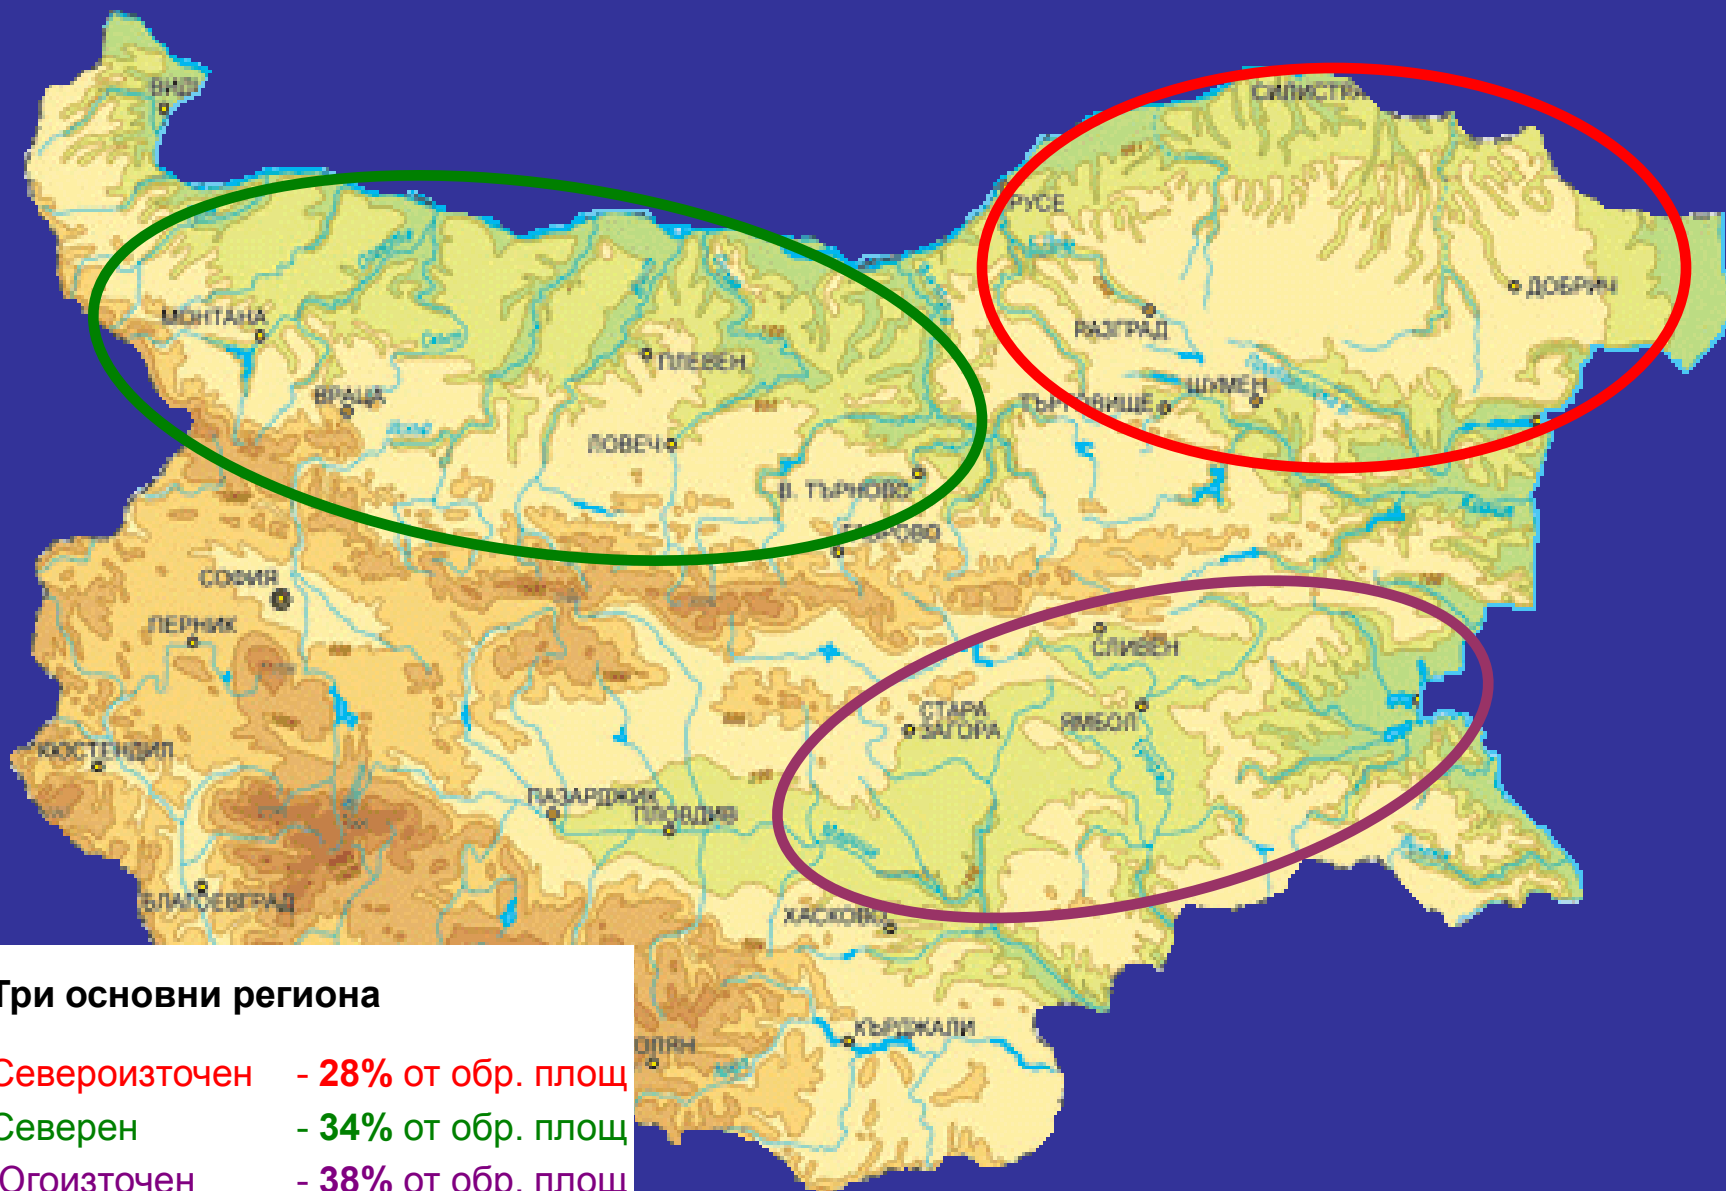 ВИД
СИЛИСТРА
РУСЕ
ДОБРИЧ
МОНТАНА
РАЗГРАД
ПЛЕВЕН
ШУМЕН
ВРАЦА
ТЪРГОВИЩЕ
ЛОВЕЧ
В. ТЪРНОВО
СОФИЯ
ПЕРНИК
СЛИВЕН
СТАРА
ЗАГОРА
ЯМБОЛ
КЮСТЕНДИЛ
ПАЗАРДЖИК
ПЛОВДИВ
БЛАГОЕВГРАД
ХАСКОВО
КЪРДЖАЛИ
ОЛЯН
Три основни региона
Североизточен - 28% от обр. площ
Северен - 34% от обр. площ
Югоизточен - 38% от обр. площ